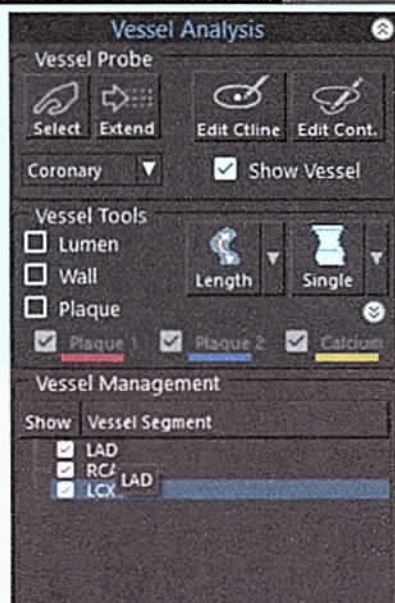 Vessel Analysis
Vessel Probe
Select Extend Edit Ctline Edit Cont.
Coronary Show Vessel
Vessel Tools
Lumen
Wall
Length Single
Plaque
Plaque 1 Plaque 2 Calcium
Vessel Management
Show Vessel Segment
LAD
RCA
LAD
LCX